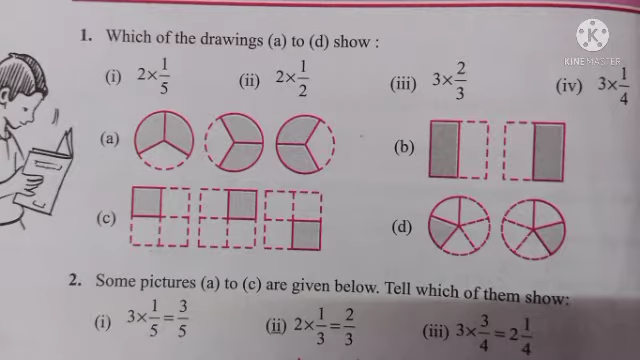 KINEMASTER
1. Which of the drawings (a) to (d) show :
(i) 2×1/5 (ii) 2×1/2 (iii) 3×2/3 (iv) 3×1/4
(a) (b)
(c) (d)
2. Some pictures (a) to (c) are given below. Tell which of them show:
(i) 3×1/5=3/5 (ii) 2×1/3=2/3 (iii) 3×3/4=2 1/4